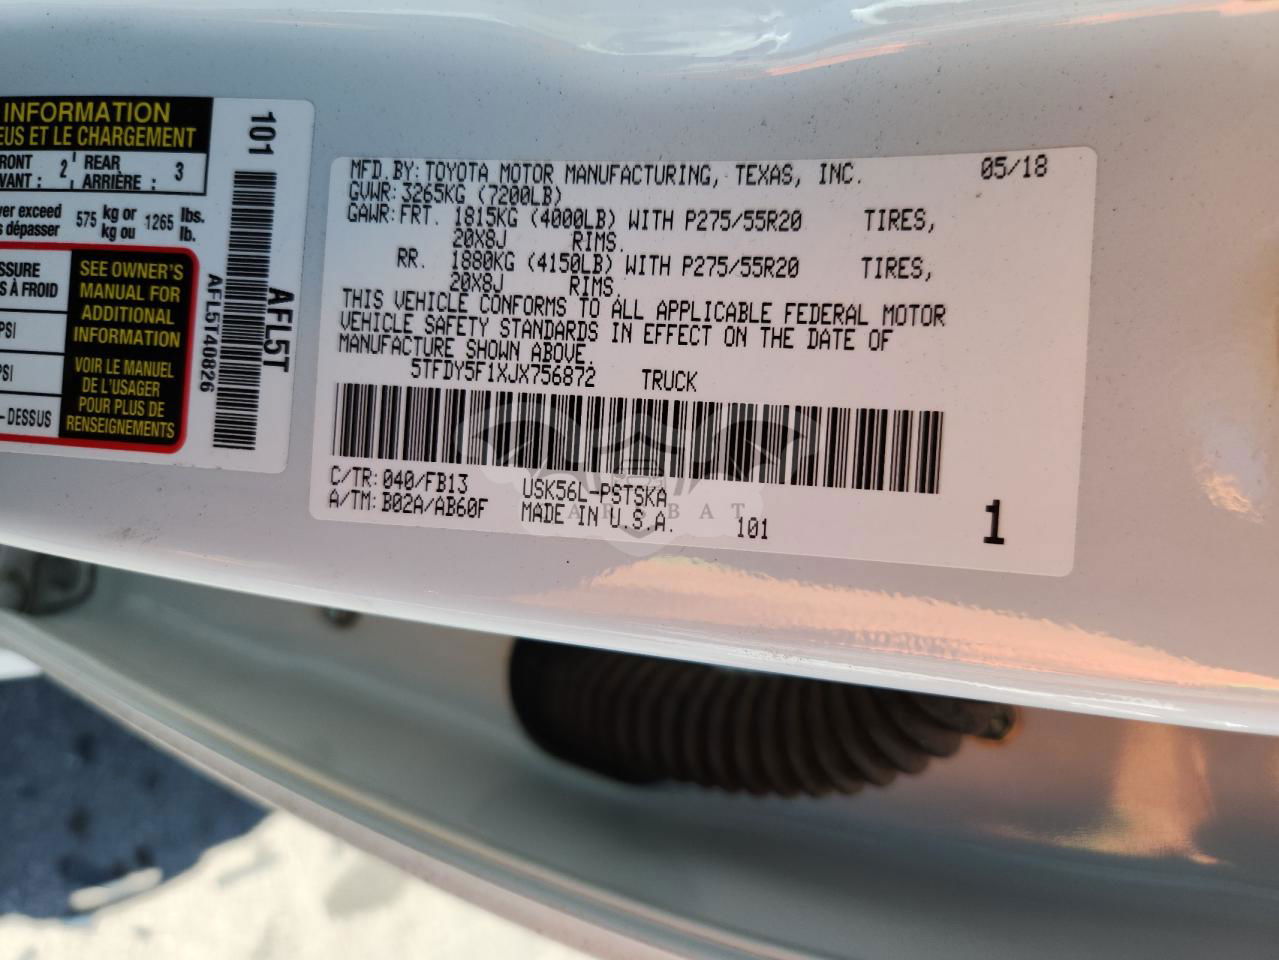 INFORMATION
EUS ET LE CHARGEMENT
RONT 2 REAR 3
VANT : ARRIÈRE :
ver exceed 575 kg or 1265 lbs.
s dépasser kg ou lb.
SSURE
S À FROID
PSI
PSI
- DESSUS
SEE OWNER'S
MANUAL FOR
ADDITIONAL
INFORMATION
VOIR LE MANUEL
DE L'USAGER
POUR PLUS DE
RENSEIGNEMENTS
101
AFL5T
AFL5T40826
MFD.BY:TOYOTA MOTOR MANUFACTURING, TEXAS, INC. 05/18
GVWR:3265KG (7200LB)
GAWR:FRT. 1815KG (4000LB) WITH P275/55R20 TIRES,
20X8J RIMS.
RR. 1880KG (4150LB) WITH P275/55R20 TIRES,
20X8J RIMS.
THIS VEHICLE CONFORMS TO ALL APPLICABLE FEDERAL MOTOR
VEHICLE SAFETY STANDARDS IN EFFECT ON THE DATE OF
MANUFACTURE SHOWN ABOVE.
5TFDY5F1XJX756872 TRUCK
C/TR:040/FB13 USK56L-PSTSKA
A/TM:B02A/AB60F MADE IN U.S.A. 101
1